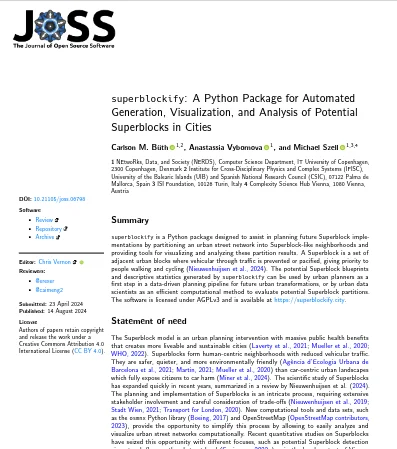 JOSS
The Journal of Open Source Software
superblockify: A Python Package for Automated
Generation, Visualization, and Analysis of Potential
Superblocks in Cities
Carlson M. Büth 1,2, Anastassia Vybornova 1, and Michael Szell 1,3,4
1 NEtwoRks, Data, and Society (NERDS), Computer Science Department, IT University of Copenhagen,
2300 Copenhagen, Denmark 2 Institute for Cross-Disciplinary Physics and Complex Systems (IFISC),
University of the Balearic Islands (UIB) and Spanish National Research Council (CSIC), 07122 Palma de
Mallorca, Spain 3 ISI Foundation, 10126 Turin, Italy 4 Complexity Science Hub Vienna, 1080 Vienna,
Austria
DOI: 10.21105/joss.06798
Software
• Review
• Repository
• Archive
Editor: Chris Vernon
Reviewers:
• @caimeng2
Submitted: 23 April 2024
Published: 14 August 2024
License
Authors of papers retain copyright
and release the work under a
Creative Commons Attribution 4.0
International License (CC BY 4.0).
Summary
superblockify is a Python package designed to assist in planning future Superblock imple-
mentations by partitioning an urban street network into Superblock-like neighborhoods and
providing tools for visualizing and analyzing these partition results. A Superblock is a set of
adjacent urban blocks where vehicular through traffic is prevented or pacified, giving priority to
people walking and cycling (Nieuwenhuijsen et al., 2024). The potential Superblock blueprints
and descriptive statistics generated by superblockify can be used by urban planners as a
first step in a data-driven planning pipeline for future urban transformations, or by urban data
scientists as an efficient computational method to evaluate potential Superblock partitions.
The software is licensed under AGPLv3 and is available at https://superblockify.city.
Statement of need
The Superblock model is an urban planning intervention with massive public health benefits
that creates more liveable and sustainable cities (Laverty et al., 2021; Mueller et al., 2020;
WHO, 2022). Superblocks form human-centric neighborhoods with reduced vehicular traffic.
They are safer, quieter, and more environmentally friendly (Agència d'Ecologia Urbana de
Barcelona et al., 2021; Martin, 2021; Mueller et al., 2020) than car-centric urban landscapes
which fully expose citizens to car harm (Miner et al., 2024). The scientific study of Superblocks
has expanded quickly in recent years, summarized in a review by Nieuwenhuijsen et al. (2024).
The planning and implementation of Superblocks is an intricate process, requiring extensive
stakeholder involvement and careful consideration of trade-offs (Nieuwenhuijsen et al., 2019;
Stadt Wien, 2021; Transport for London, 2020). New computational tools and data sets, such
as the osmnx Python library (Boeing, 2017) and OpenStreetMap (OpenStreetMap contributors,
2023), provide the opportunity to simplify this process by allowing to easily analyze and
visualize urban street networks computationally. Recent quantitative studies on Superblocks
have seized this opportunity with different focuses, such as potential Superblock detection